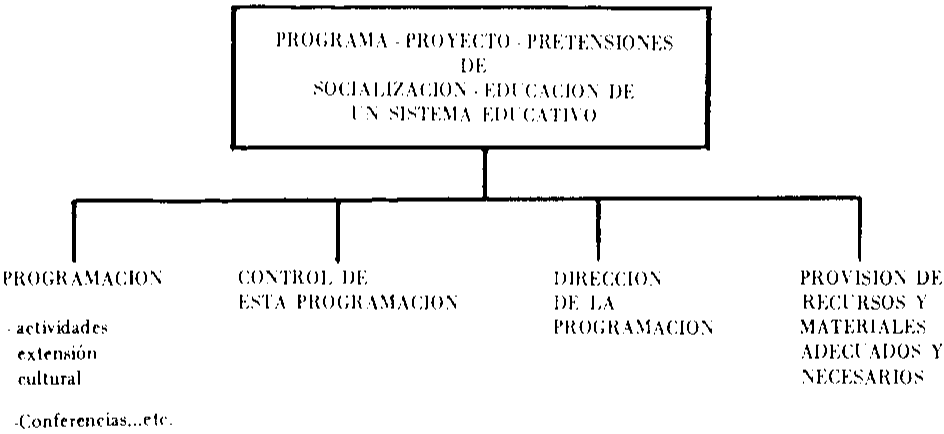 PROGRAMA - PROYECTO - PRETENSIONES
DE
SOCIALIZACION - EDUCACION DE
UN SISTEMA EDUCATIVO
PROGRAMACION
- actividades
extensión
cultural
-Conferencias...etc.
CONTROL DE
ESTA PROGRAMACION
DIRECCION
DE LA
PROGRAMACION
PROVISION DE
RECURSOS Y
MATERIALES
ADECUADOS Y
NECESARIOS